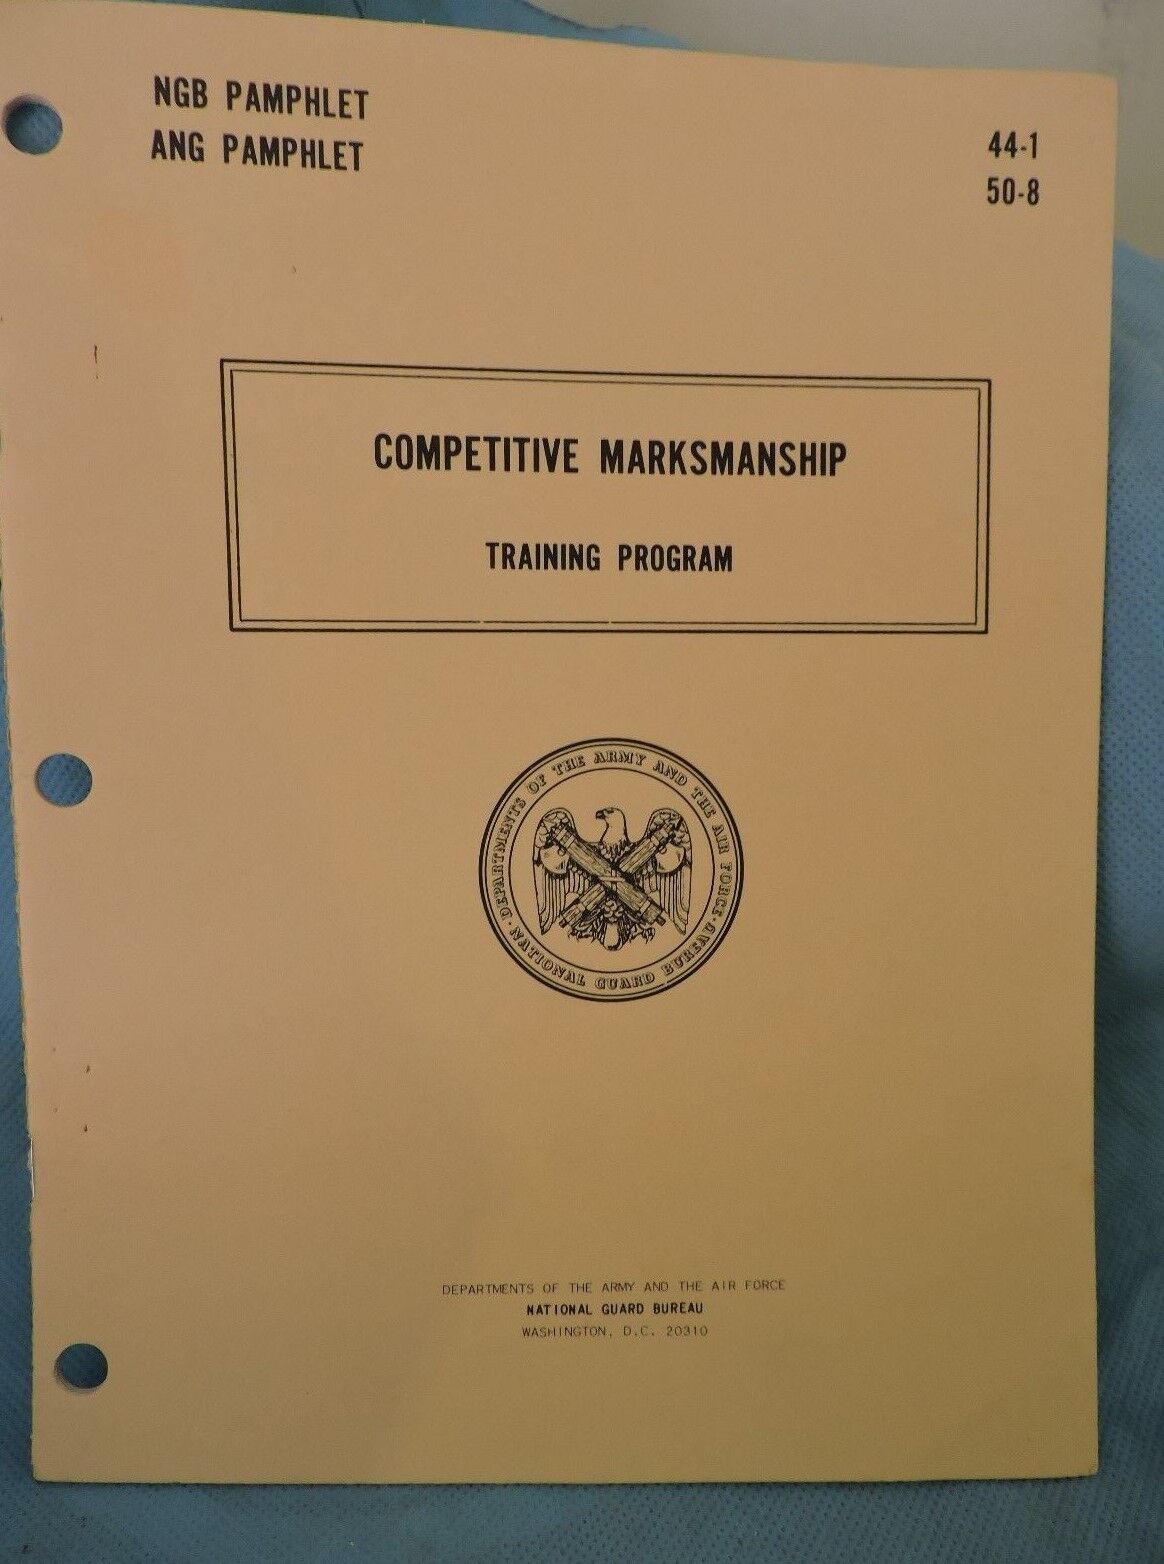 NGB PAMPHLET 44-1
ANG PAMPHLET 50-8
COMPETITIVE MARKSMANSHIP
TRAINING PROGRAM
DEPARTMENTS OF THE ARMY AND THE AIR FORCE
· NATIONAL GUARD BUREAU ·
DEPARTMENTS OF THE ARMY AND THE AIR FORCE
NATIONAL GUARD BUREAU
WASHINGTON, D.C. 20310